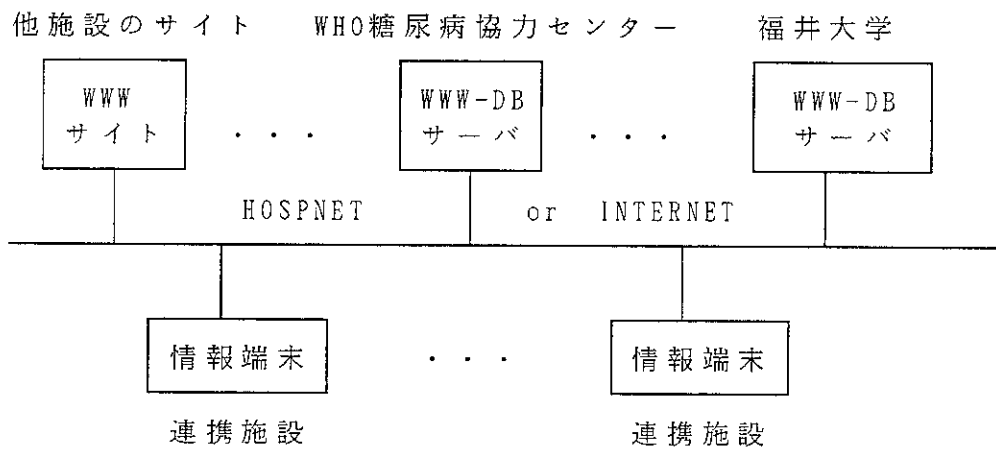 他施設のサイト WHO糖尿病協力センター 福井大学
WWW WWW-DB WWW-DB
サイト ・・・ サーバ ・・・ サーバ
HOSPNET or INTERNET
情報端末 ・・・ 情報端末
連携施設 連携施設